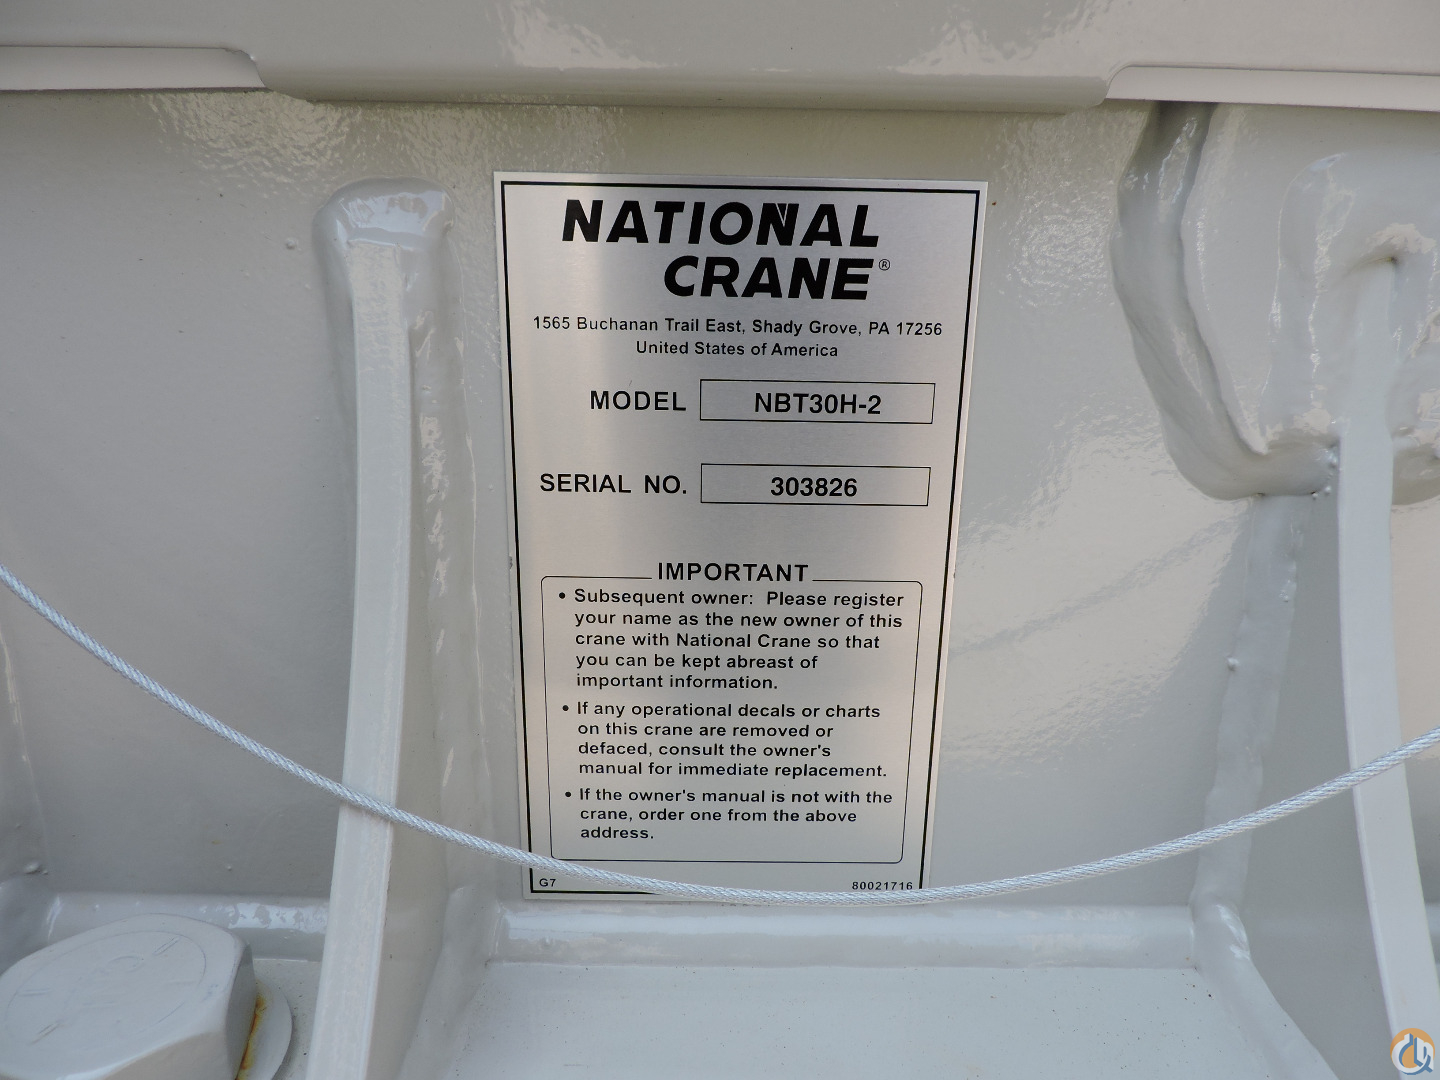 NATIONAL
CRANE®
1565 Buchanan Trail East, Shady Grove, PA 17256
United States of America
MODEL NBT30H-2
SERIAL NO. 303826
IMPORTANT
• Subsequent owner: Please register
your name as the new owner of this
crane with National Crane so that
you can be kept abreast of
important information.
• If any operational decals or charts
on this crane are removed or
defaced, consult the owner's
manual for immediate replacement.
• If the owner's manual is not with the
crane, order one from the above
address.
G7 80021716